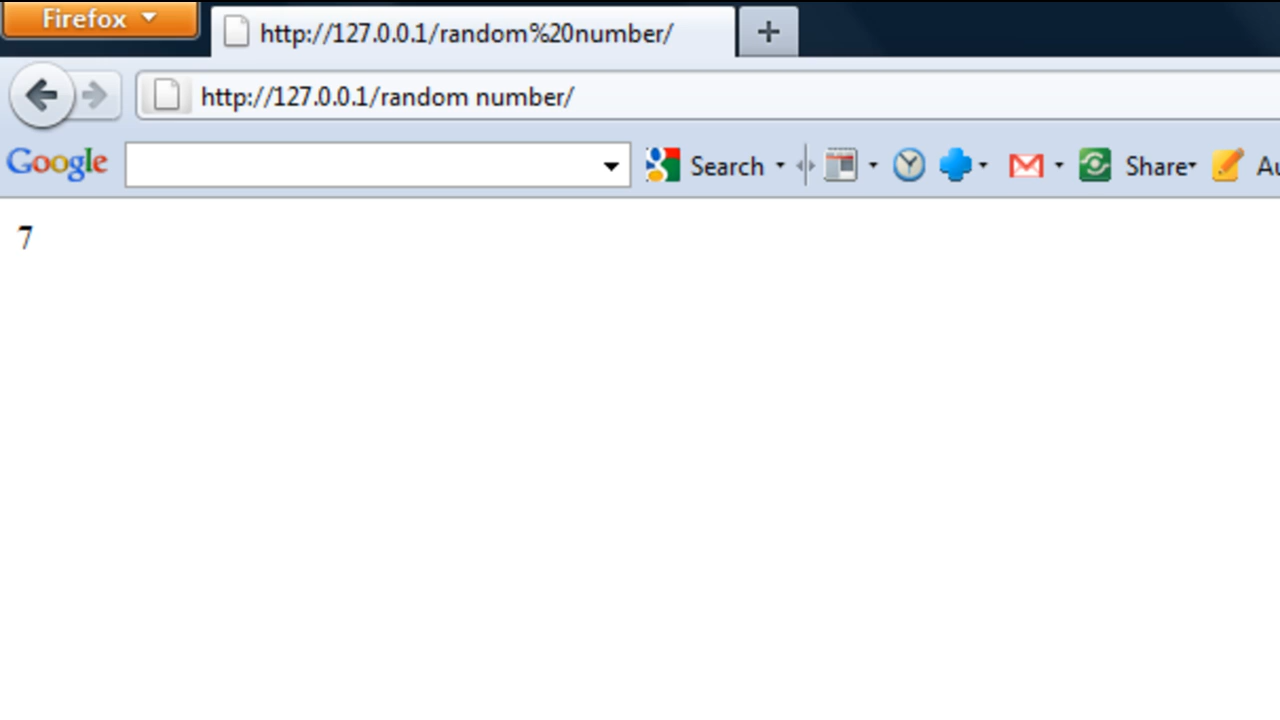 Firefox
http://127.0.0.1/random%20number/
http://127.0.0.1/random number/
Google Search Share
7